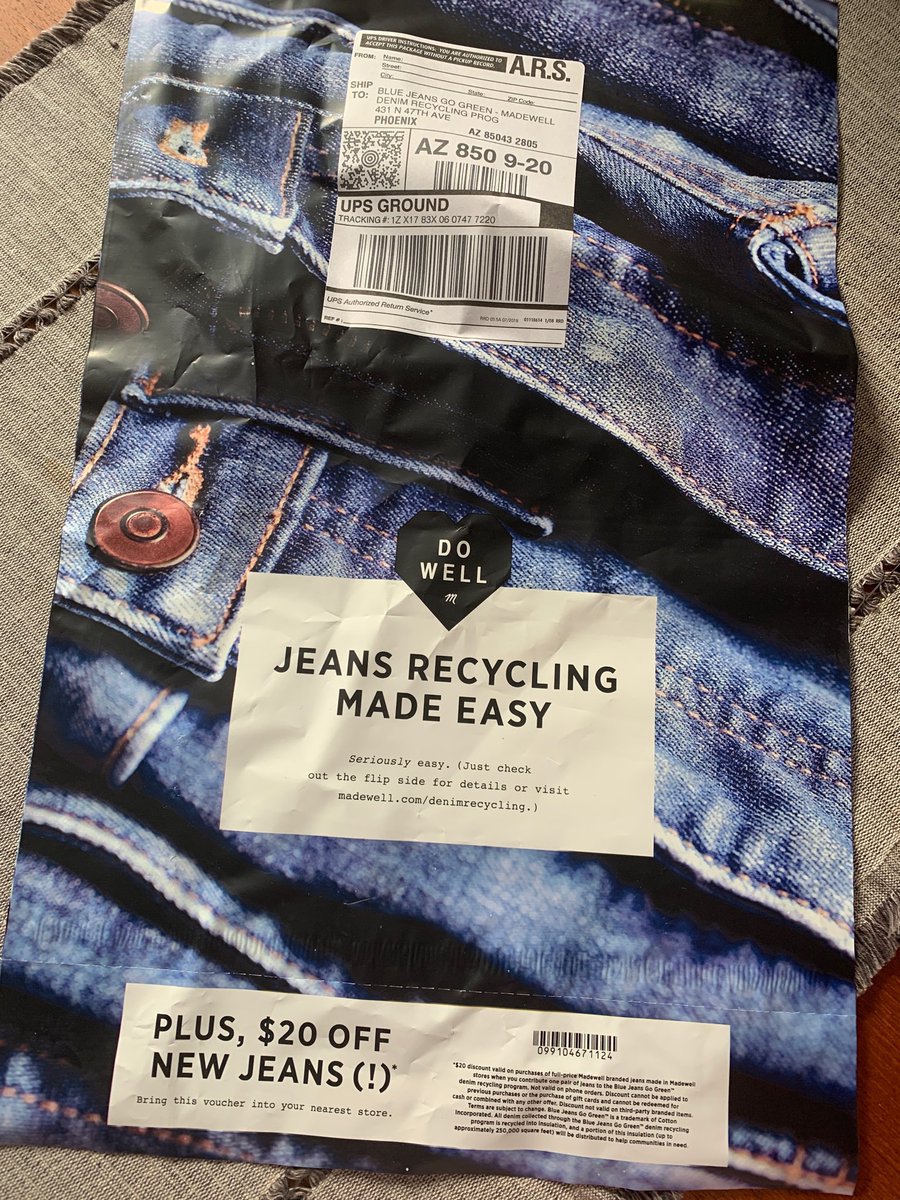 UPS DRIVER INSTRUCTIONS: YOU ARE AUTHORIZED TO
ACCEPT THIS PACKAGE WITHOUT A PICKUP RECORD.
A.R.S.
FROM:
Name:
Street:
City:
State:
ZIP Code:
SHIP
TO:
BLUE JEANS GO GREEN - MADEWELL
DENIM RECYCLING PROG
431 N 47TH AVE
PHOENIX
AZ 85043 2805
AZ 850 9-20
UPS GROUND
TRACKING #: 1Z X17 83X 06 0747 7220
UPS Authorized Return Service*
RRD 05.5A 07/2018
01118614 1/08 RRD
REF #
DO
WELL
m
JEANS RECYCLING
MADE EASY
Seriously easy. (Just check
out the flip side for details or visit
madewell.com/denimrecycling.)
PLUS, $20 OFF
NEW JEANS (!)*
Bring this voucher into your nearest store.
099104671124
*$20 discount valid on purchases of full-price Madewell branded jeans made in Madewell
stores when you contribute one pair of jeans to the Blue Jeans Go Green™
denim recycling program. Not valid on phone orders. Discount cannot be applied to
previous purchases or the purchase of gift cards and cannot be redeemed for
cash or combined with any other offer. Discount not valid on third-party branded items.
Terms are subject to change. Blue Jeans Go Green™ is a trademark of Cotton
Incorporated. All denim collected through the Blue Jeans Go Green™ denim recycling
program is recycled into insulation, and a portion of this insulation (up to
approximately 250,000 square feet) will be distributed to help communities in need.